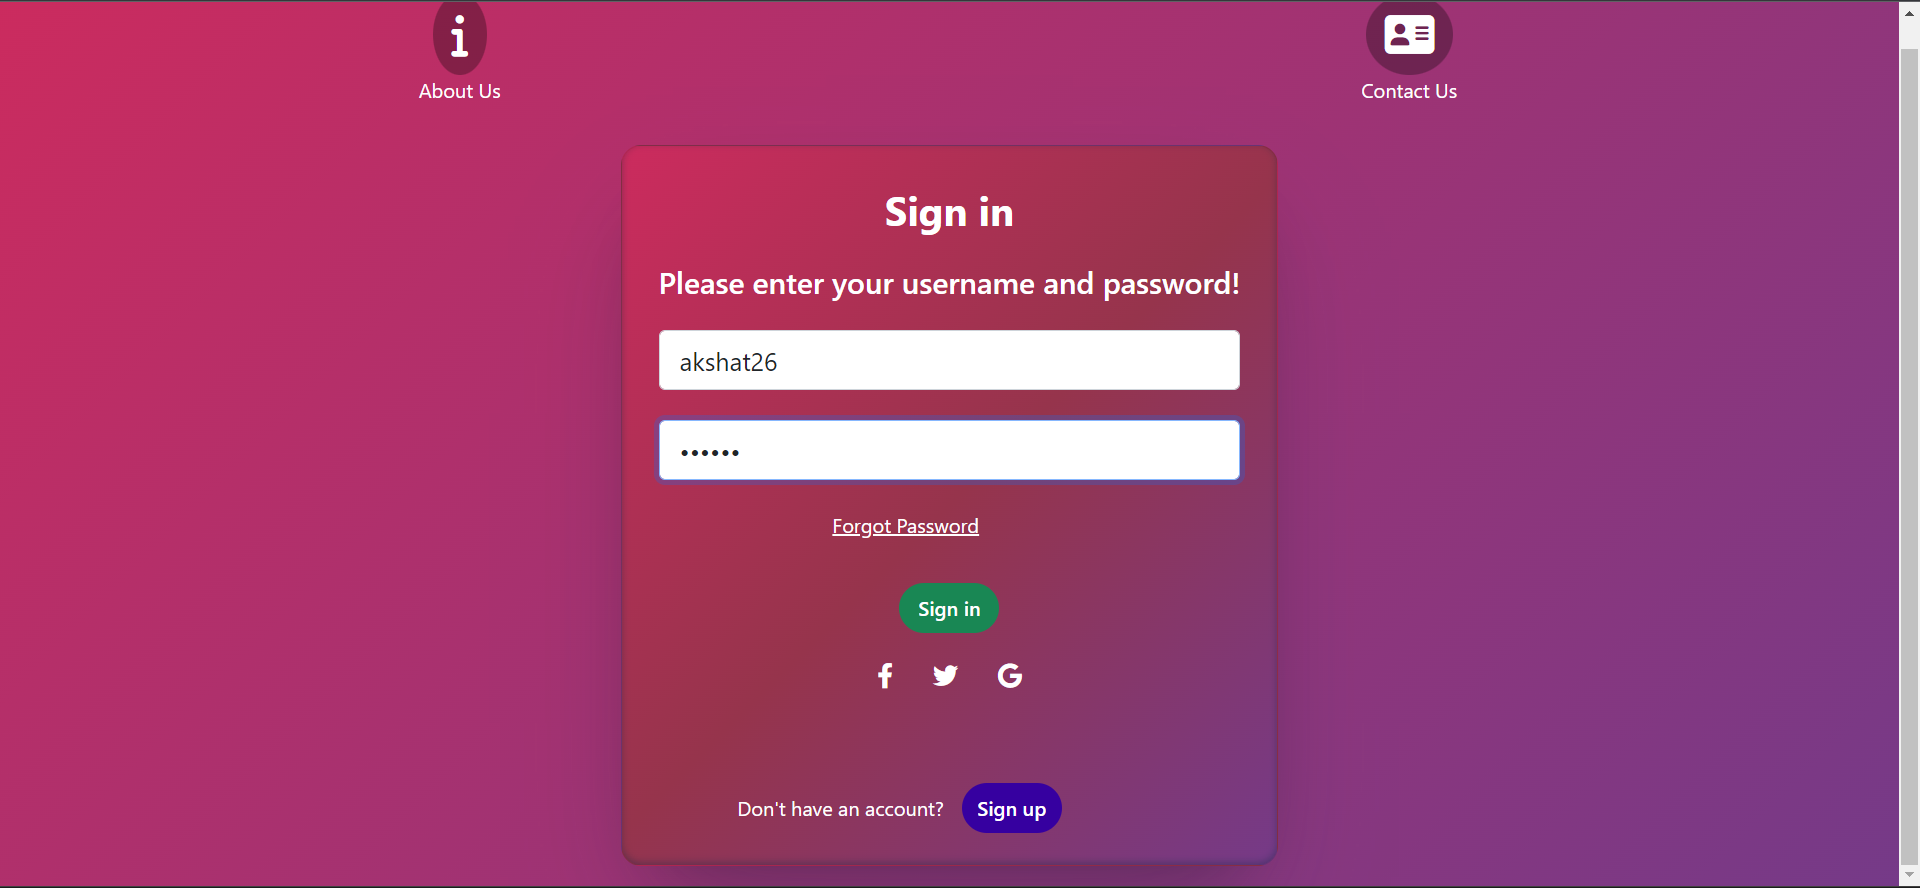 About Us
Contact Us
Sign in
Please enter your username and password!
akshat26
••••••
Forgot Password
Sign in
Don't have an account?
Sign up